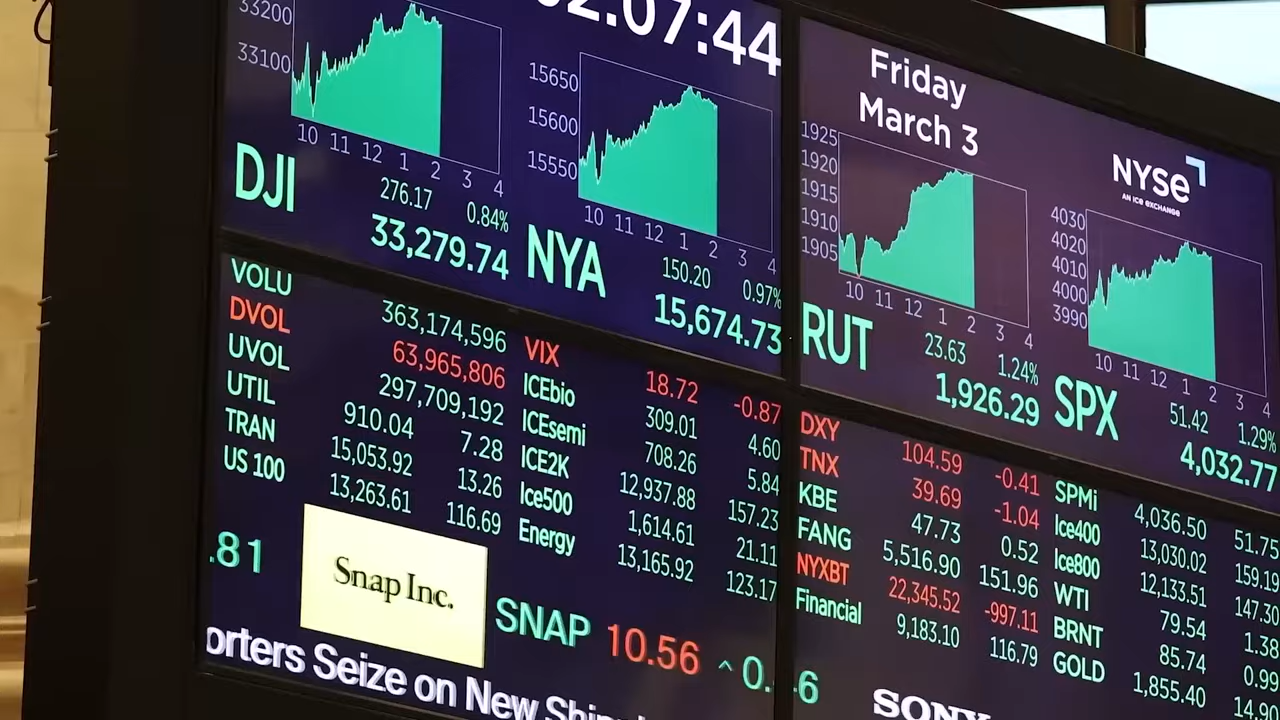 02:07:44
33200
33100
10 11 12 1 2 3 4
DJI 276.17 0.84%
33,279.74
15650
15600
15550
10 11 12 1 2 3 4
NYA 150.20 0.97%
15,674.73
Friday
March 3
NYSE
AN ICE EXCHANGE
1925
1920
1915
1910
1905
10 11 12 1 2 3 4
RUT 23.63 1.24%
1,926.29
4030
4020
4010
4000
3990
10 11 12 1 2 3 4
SPX 51.42 1.29%
4,032.77
VOLU 363,174,596
DVOL 63,965,806
UVOL 297,709,192
UTIL 910.04 7.28
TRAN 15,053.92 13.26
US 100 13,263.61 116.69
VIX 18.72 -0.87
ICEbio 309.01 4.60
ICEsemi 708.26 5.84
ICE2K 12,937.88 157.23
Ice500 1,614.61 21.11
Energy 13,165.92 123.17
DXY 104.59 -0.41
TNX 39.69 -1.04
KBE 47.73 0.52
FANG 5,516.90 151.96
NYXBT 22,345.52 -997.11
Financial 9,183.10 116.79
SPMi 4,036.50 51.75
Ice400 13,030.02 159.19
Ice800 12,133.51 147.30
WTI 79.54 1.38
BRNT 85.74 0.99
GOLD 1,855.40 14.90
.81
Snap Inc.
SNAP 10.56
SONY
orters Seize on New